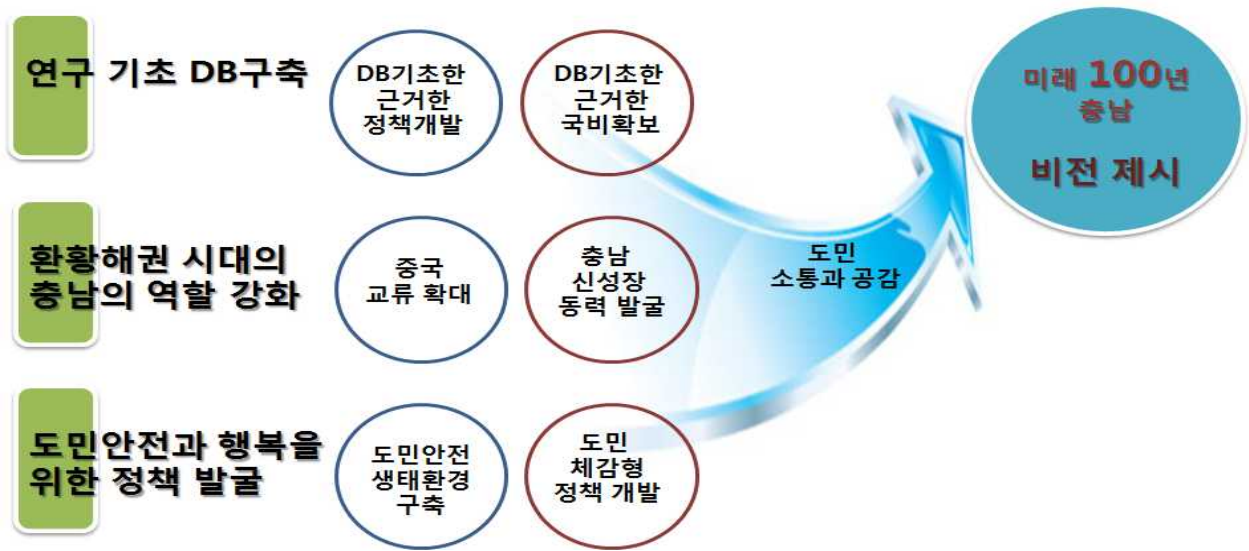 연구 기초 DB구축
DB기초한
근거한
정책개발
DB기초한
근거한
국비확보
미래 100년
충남
비전 제시
환황해권 시대의
충남의 역할 강화
중국
교류 확대
충남
신성장
동력 발굴
도민
소통과 공감
도민안전과 행복을
위한 정책 발굴
도민안전
생태환경
구축
도민
체감형
정책 개발